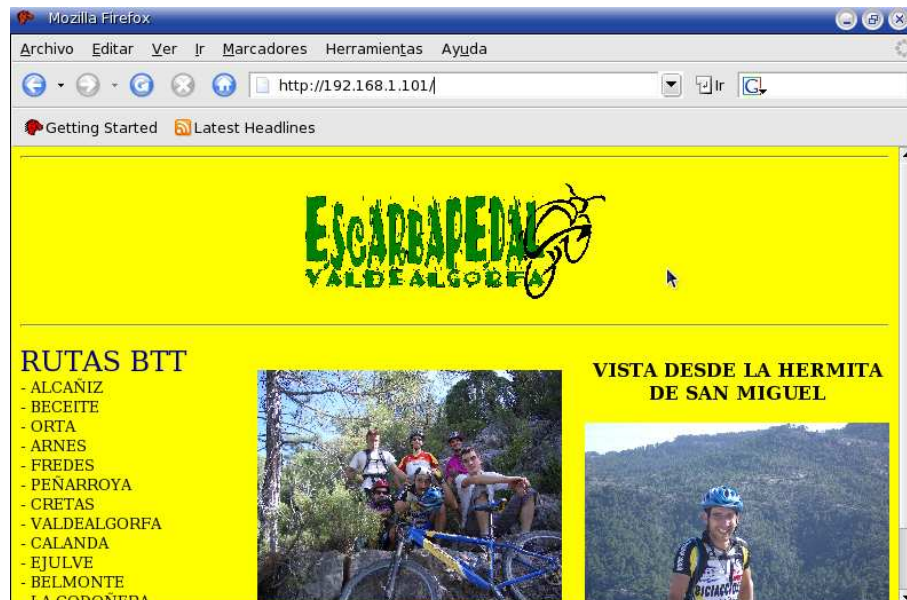 Mozilla Firefox
Archivo Editar Ver Ir Marcadores Herramientas Ayuda
http://192.168.1.101/ Ir G
Getting Started Latest Headlines
ESCARBAPEDAL
VALDEALGORFA
RUTAS BTT
- ALCAÑIZ
- BECEITE
- ORTA
- ARNES
- FREDES
- PEÑARROYA
- CRETAS
- VALDEALGORFA
- CALANDA
- EJULVE
- BELMONTE
- LA CODOÑERA
VISTA DESDE LA HERMITA
DE SAN MIGUEL